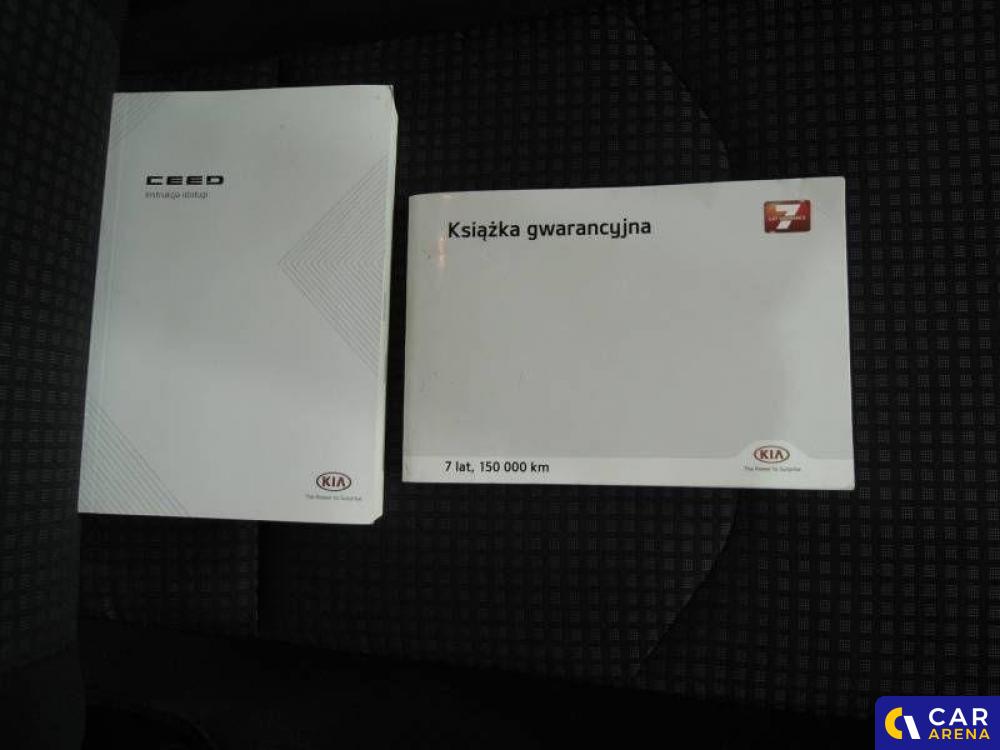 CEED
Instrukcja obsługi
KIA
The Power to Surprise
Książka gwarancyjna
7
7 lat, 150 000 km
KIA
The Power to Surprise
CAR
ARENA